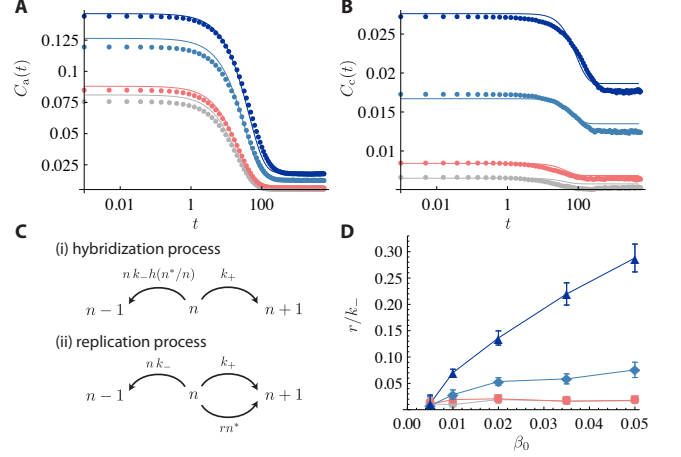 A
B
C_a(t)
0.125
0.1
0.075
0.05
0.025
0.01
1
100
t
C_c(t)
0.025
0.015
0.01
0.01
1
100
t
C
(i) hybridization process
n k_- h(n*/n)
k_+
n − 1
n
n + 1
(ii) replication process
n k_-
k_+
n − 1
n
n + 1
rn*
D
r/k_-
0.30
0.25
0.20
0.15
0.10
0.05
0.00
0.01
0.02
0.03
0.04
0.05
β_0